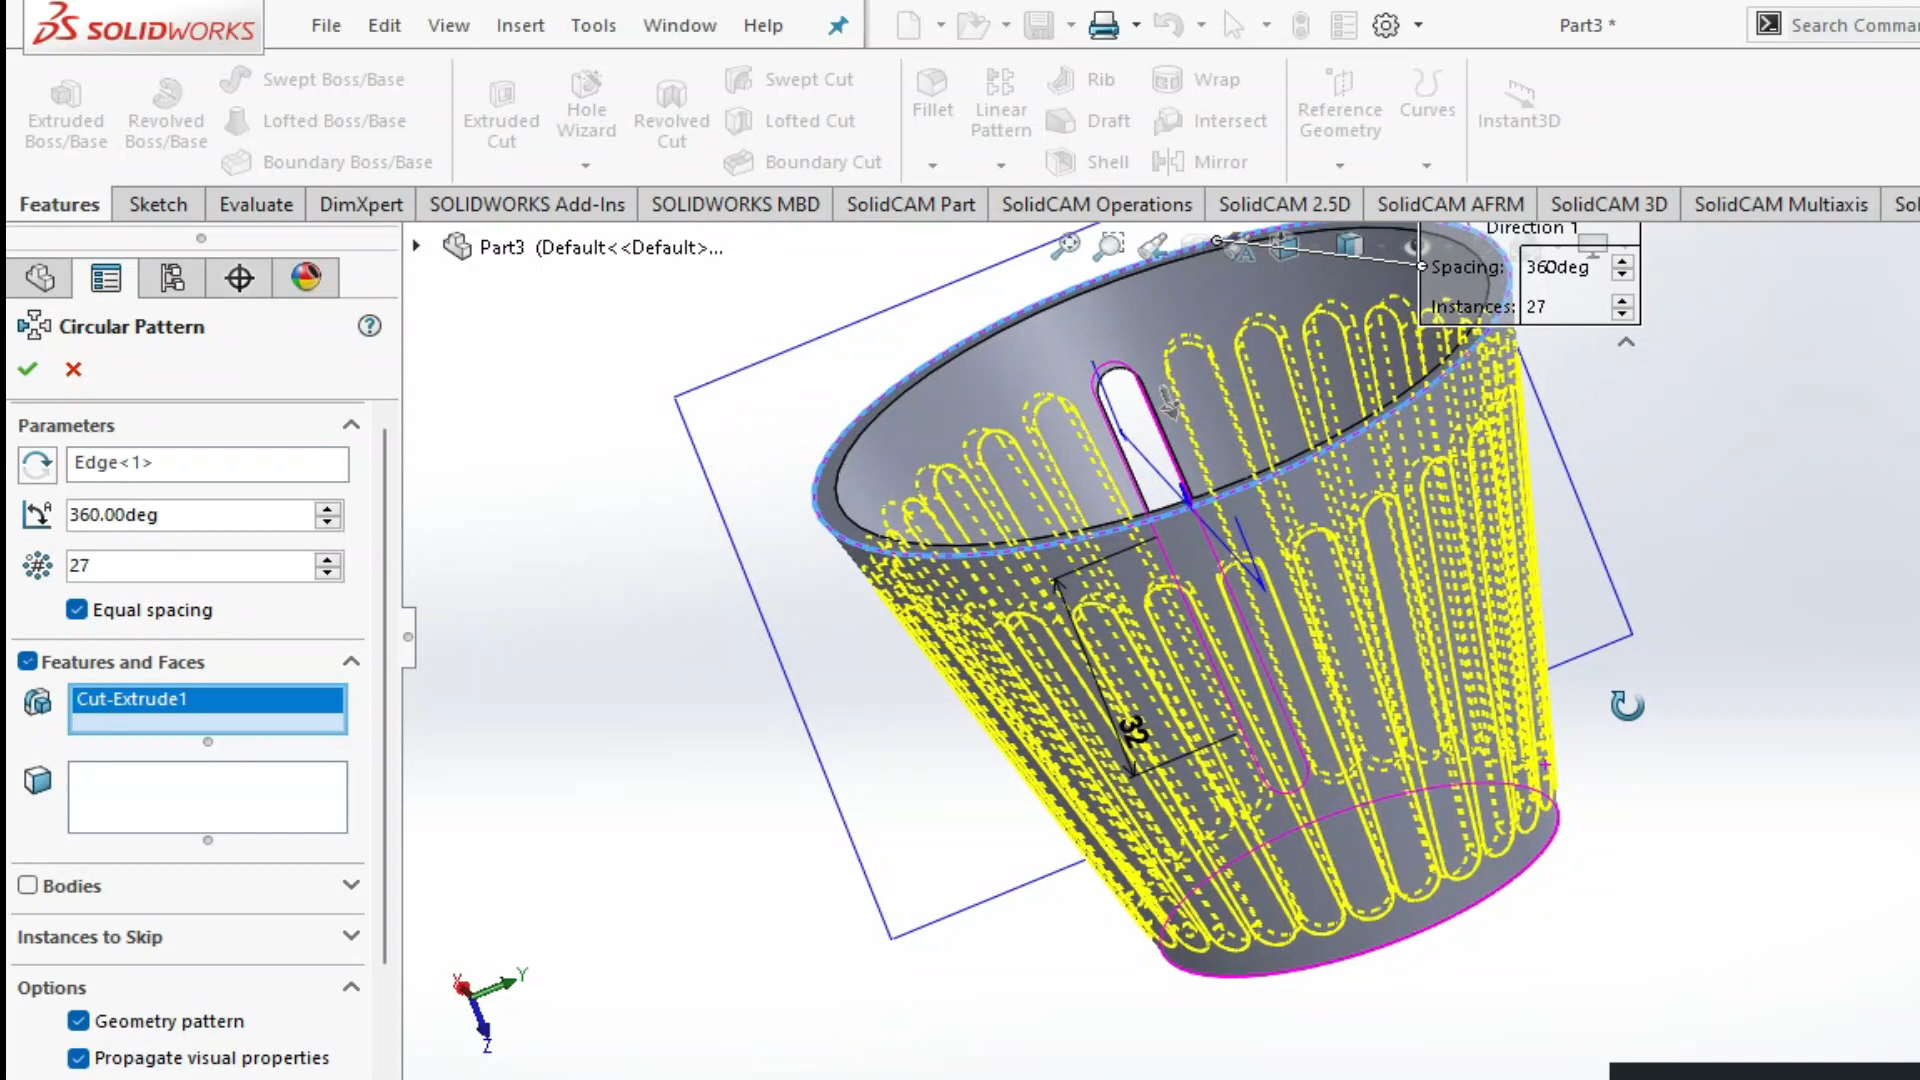 SOLIDWORKS
File Edit View Insert Tools Window Help
Part3 *
Search Comma
Extruded Boss/Base
Revolved Boss/Base
Swept Boss/Base
Lofted Boss/Base
Boundary Boss/Base
Extruded Cut
Hole Wizard
Revolved Cut
Swept Cut
Lofted Cut
Boundary Cut
Fillet
Linear Pattern
Rib
Draft
Shell
Wrap
Intersect
Mirror
Reference Geometry
Curves
Instant3D
Features Sketch Evaluate DimXpert SOLIDWORKS Add-Ins SOLIDWORKS MBD SolidCAM Part SolidCAM Operations SolidCAM 2.5D SolidCAM AFRM SolidCAM 3D SolidCAM Multiaxis Sol
Part3 (Default<<Default>...
Direction 1
Spacing: 360deg
Instances: 27
Circular Pattern
Parameters
Edge<1>
360.00deg
27
Equal spacing
Features and Faces
Cut-Extrude1
Bodies
Instances to Skip
Options
Geometry pattern
Propagate visual properties
32
X
Y
Z